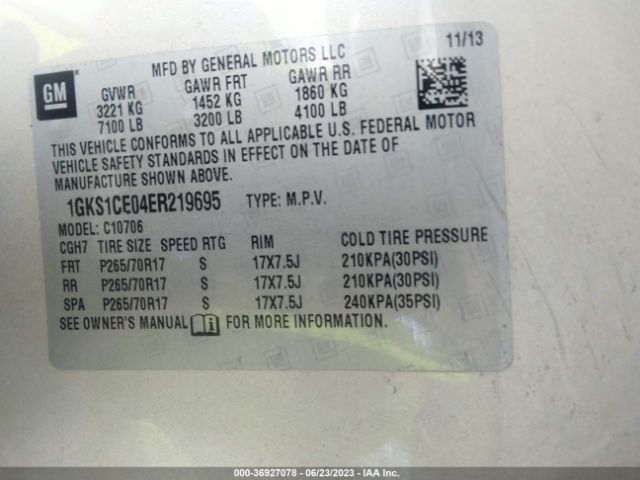 GM
MFD BY GENERAL MOTORS LLC
11/13
GVWR GAWR FRT GAWR RR
3221 KG 1452 KG 1860 KG
7100 LB 3200 LB 4100 LB
THIS VEHICLE CONFORMS TO ALL APPLICABLE U.S. FEDERAL MOTOR
VEHICLE SAFETY STANDARDS IN EFFECT ON THE DATE OF
MANUFACTURE SHOWN ABOVE.
1GKS1CE04ER219695 TYPE: M.P.V.
MODEL: C10706
CGH7 TIRE SIZE SPEED RTG RIM COLD TIRE PRESSURE
FRT P265/70R17 S 17X7.5J 210KPA(30PSI)
RR P265/70R17 S 17X7.5J 210KPA(30PSI)
SPA P265/70R17 S 17X7.5J 240KPA(35PSI)
SEE OWNER'S MANUAL FOR MORE INFORMATION.
000-36927078 - 06/23/2023 - IAA Inc.